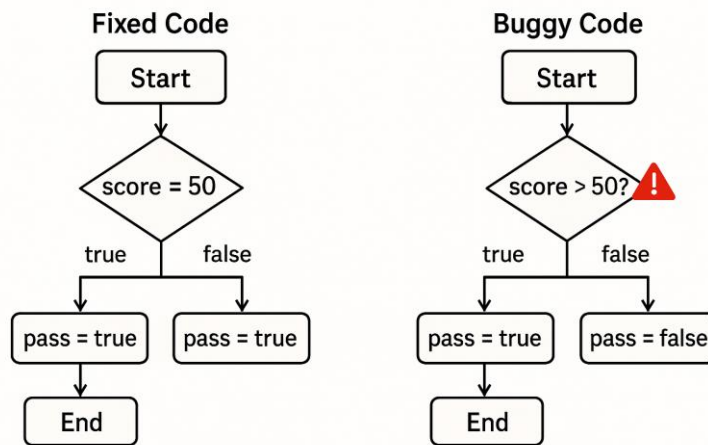 Fixed Code
Start
score = 50
true
false
pass = true
pass = true
End
Buggy Code
Start
score > 50?
!
true
false
pass = true
pass = false
End